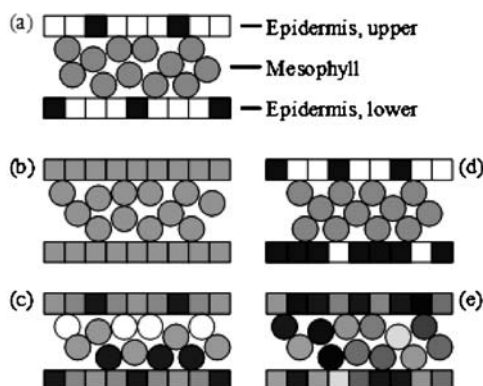 (a)
Epidermis, upper
Mesophyll
Epidermis, lower
(b)
(d)
(c)
(e)